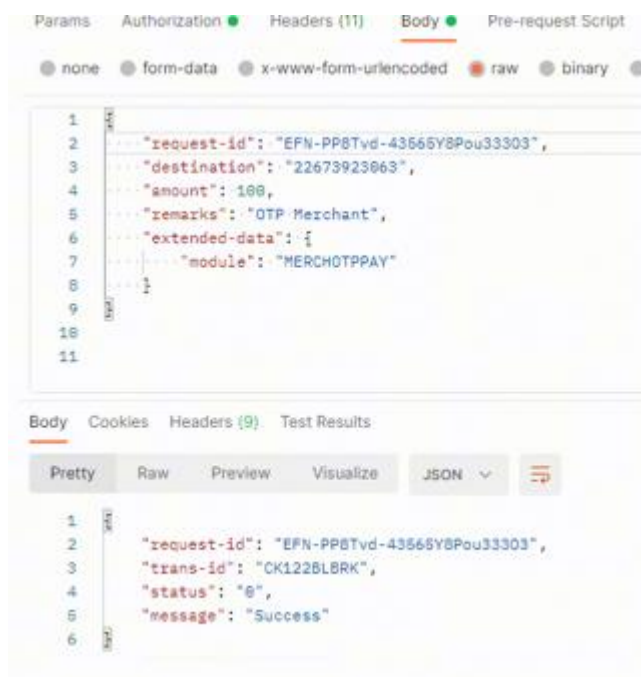 Params Authorization Headers (11) Body Pre-request Script
none form-data x-www-form-urlencoded raw binary
1 {
2 "request-id": "EFN-PP8Tvd-43565Y8Pou33303",
3 "destination": "22673923063",
4 "amount": 100,
5 "remarks": "OTP Merchant",
6 "extended-data": {
7 "module": "MERCHOTPPAY"
8 }
9 }
10
11
Body Cookies Headers (9) Test Results
Pretty Raw Preview Visualize JSON
1 {
2 "request-id": "EFN-PP8Tvd-43565Y8Pou33303",
3 "trans-id": "CK122BLBRK",
4 "status": "0",
5 "message": "Success"
6 }